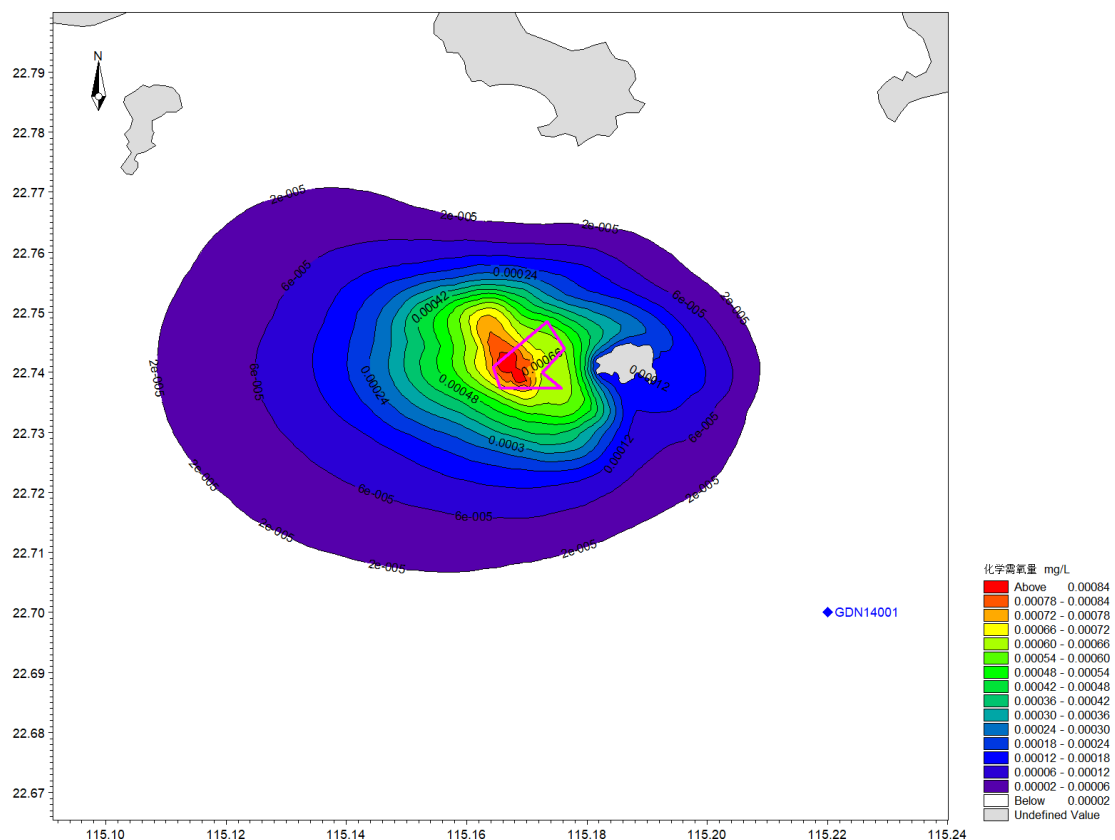 N
22.79
22.78
22.77
22.76
22.75
22.74
22.73
22.72
22.71
22.70
22.69
22.68
22.67
115.10
115.12
115.14
115.16
115.18
115.20
115.22
115.24
2e-005
2e-005
2e-005
2e-005
2e-005
2e-005
2e-005
2e-005
2e-005
2e-005
6e-005
6e-005
6e-005
6e-005
6e-005
6e-005
0.00024
0.00042
0.00066
0.00012
0.00024
0.00048
0.0003
0.00012
GDN14001
化学需氧量 mg/L
Above 0.00084
0.00078 - 0.00084
0.00072 - 0.00078
0.00066 - 0.00072
0.00060 - 0.00066
0.00054 - 0.00060
0.00048 - 0.00054
0.00042 - 0.00048
0.00036 - 0.00042
0.00030 - 0.00036
0.00024 - 0.00030
0.00018 - 0.00024
0.00012 - 0.00018
0.00006 - 0.00012
0.00002 - 0.00006
Below 0.00002
Undefined Value